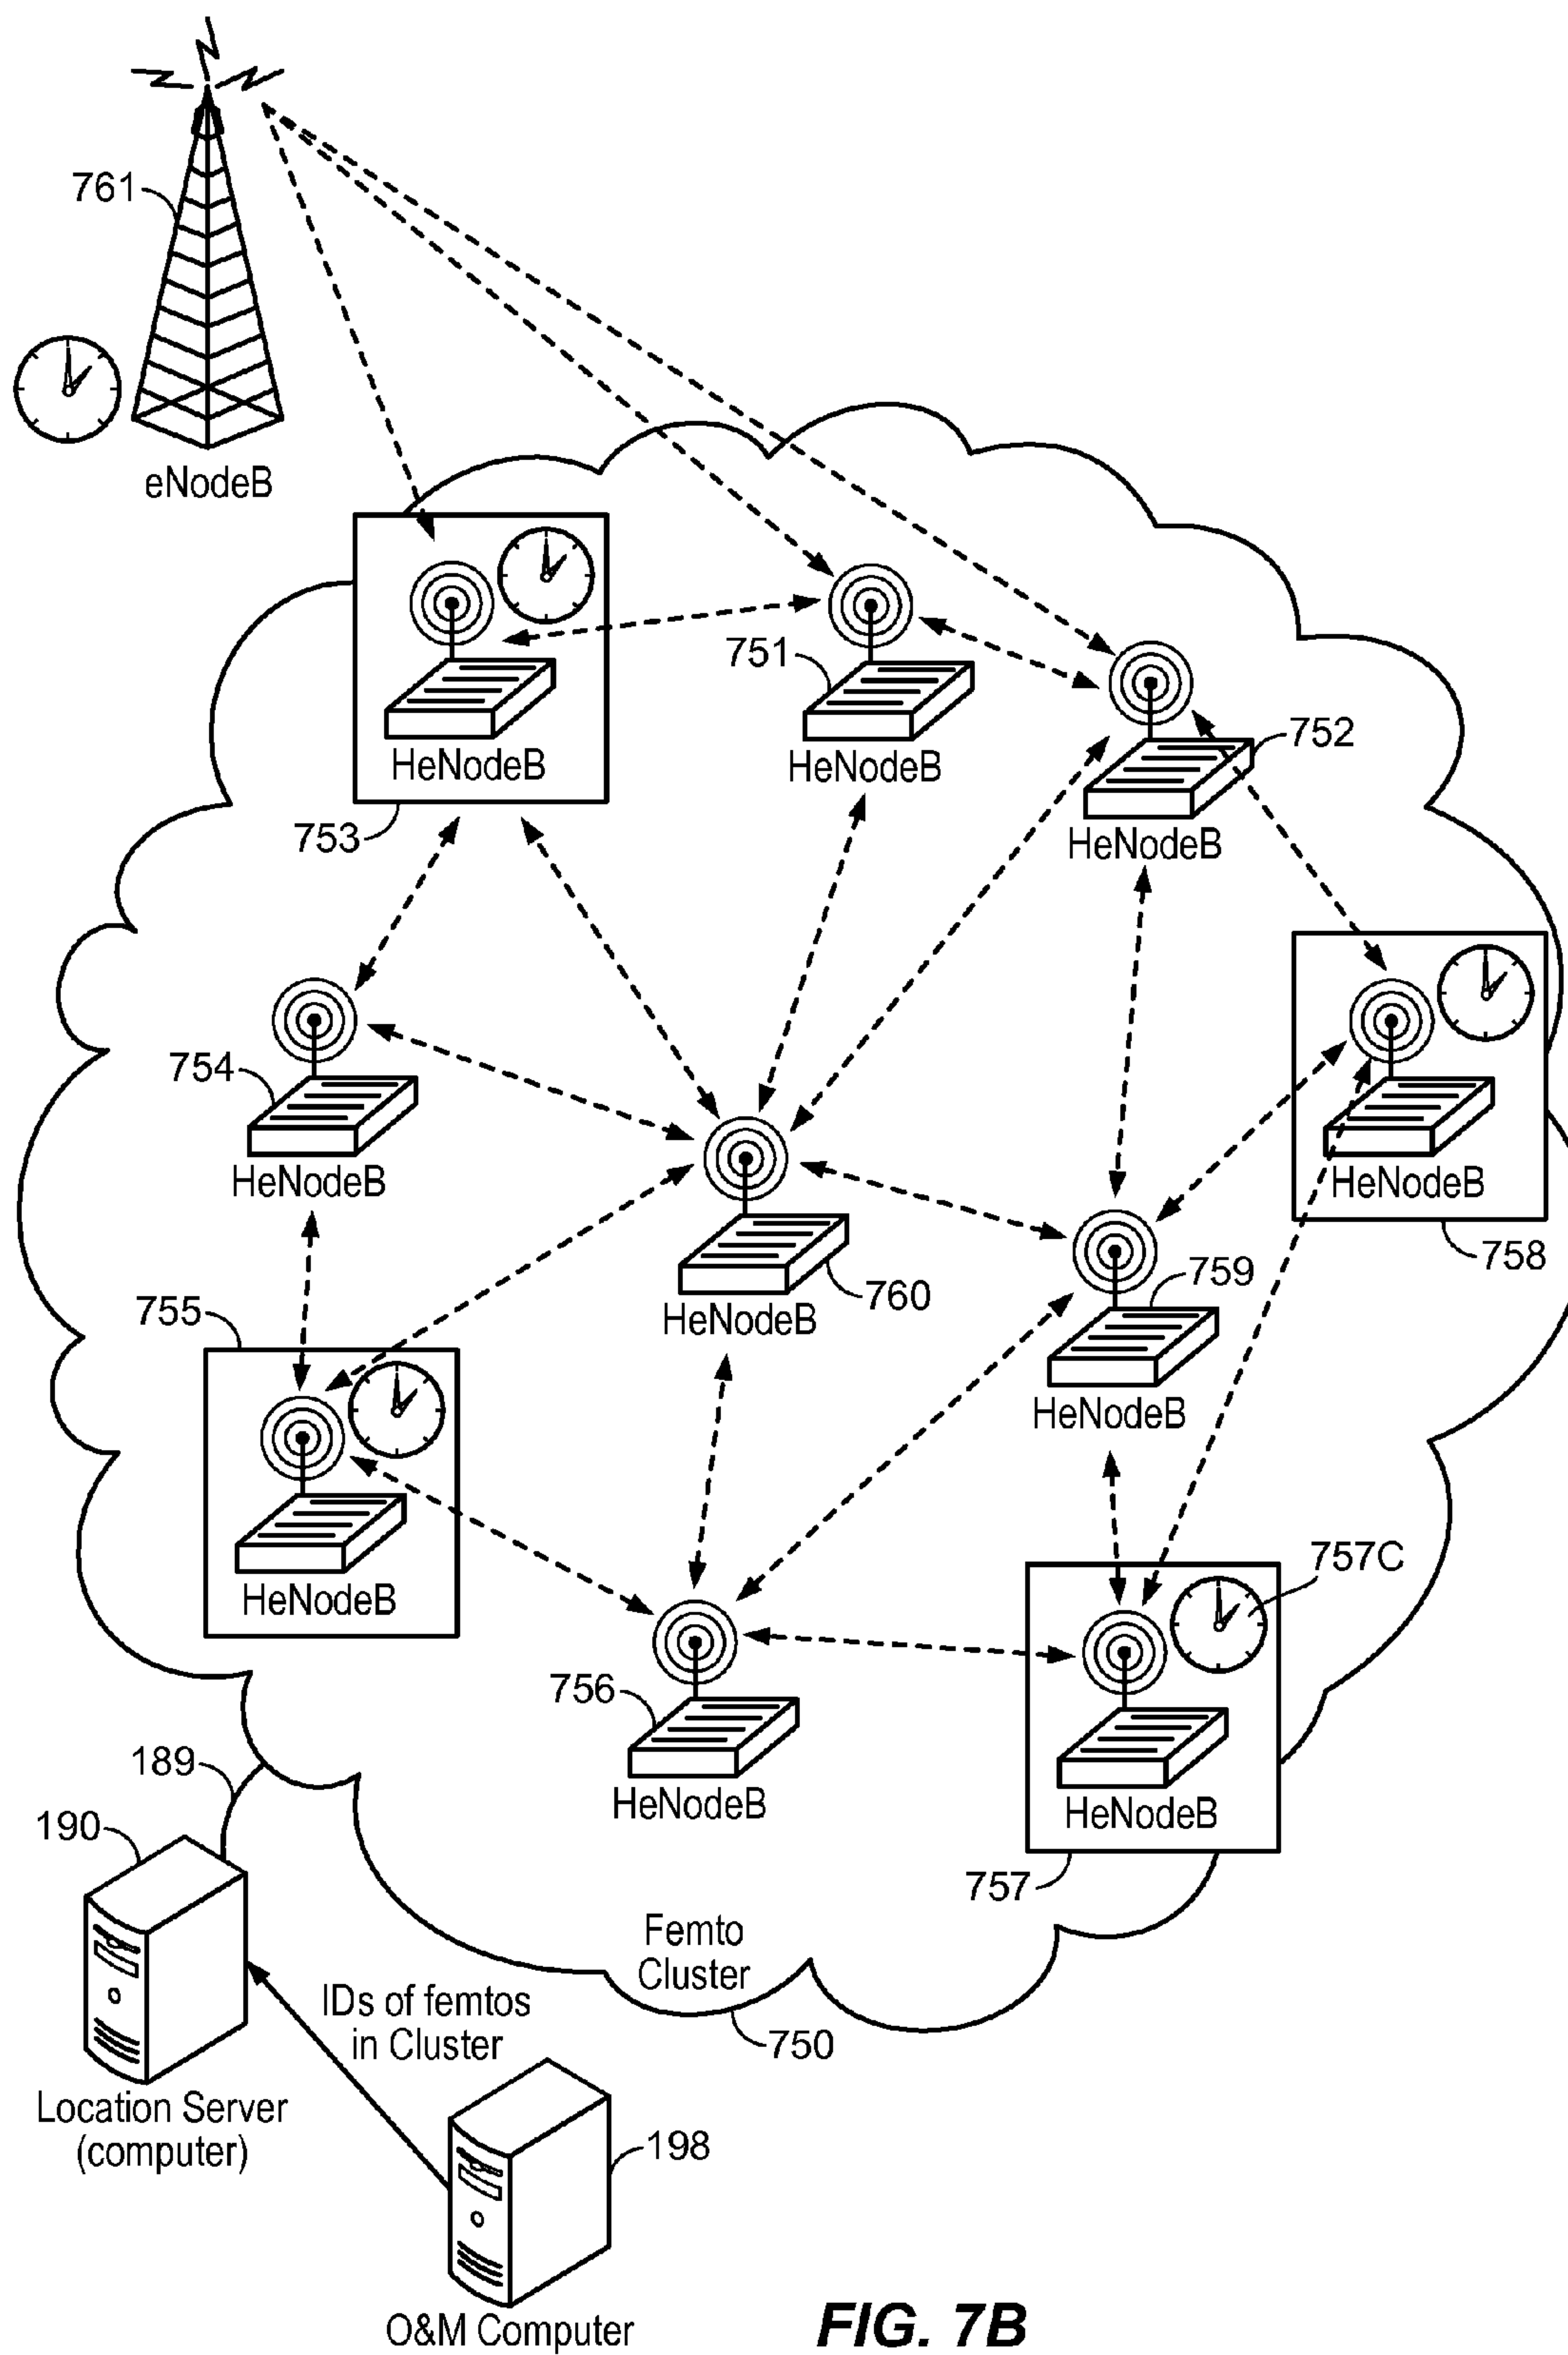 761
eNodeB
751
HeNodeB
HeNodeB
752
753
HeNodeB
754
HeNodeB
HeNodeB
758
759
760
755
HeNodeB
HeNodeB
757C
HeNodeB
756
189
HeNodeB
HeNodeB
190
757
Femto
Cluster
IDs of femtos
in Cluster
750
Location Server
(computer)
198
O&M Computer
FIG. 7B